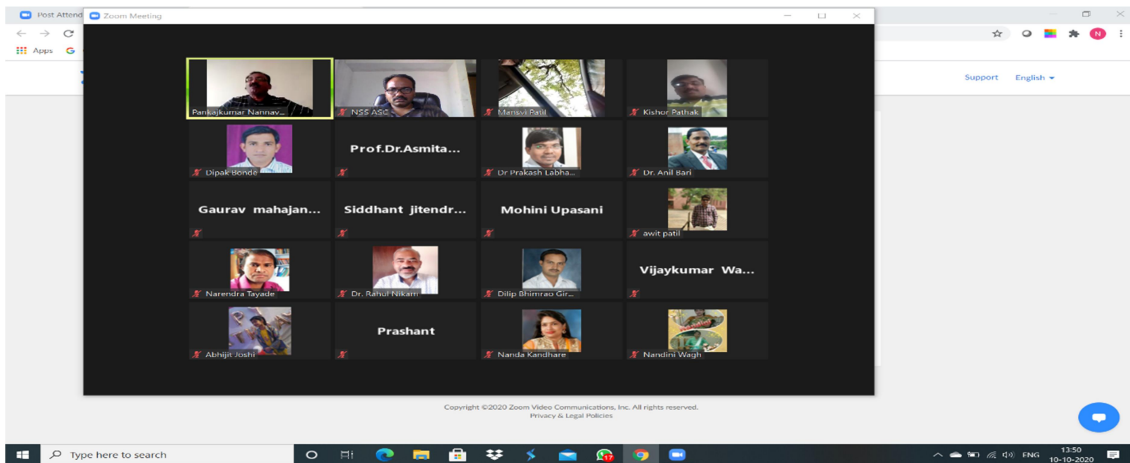 Post Attend
Zoom Meeting
Apps
Support English
Pankajkumar Nannav...
NSS ASC
Mansvi Patil
Kishor Pathak
Dipak Bonde
Prof.Dr.Asmita...
Dr Prakash Labha...
Dr. Anil Bari
Gaurav mahajan...
Siddhant jitendr...
Mohini Upasani
awit patil
Narendra Tayade
Dr. Rahul Nikam
Dilip Bhimrao Gir...
Vijaykumar Wa...
Abhijit Joshi
Prashant
Nanda Kandhare
Nandini Wagh
Copyright ©2020 Zoom Video Communications, Inc. All rights reserved.
Privacy & Legal Policies
Type here to search
17
ENG
13:50
10-10-2020